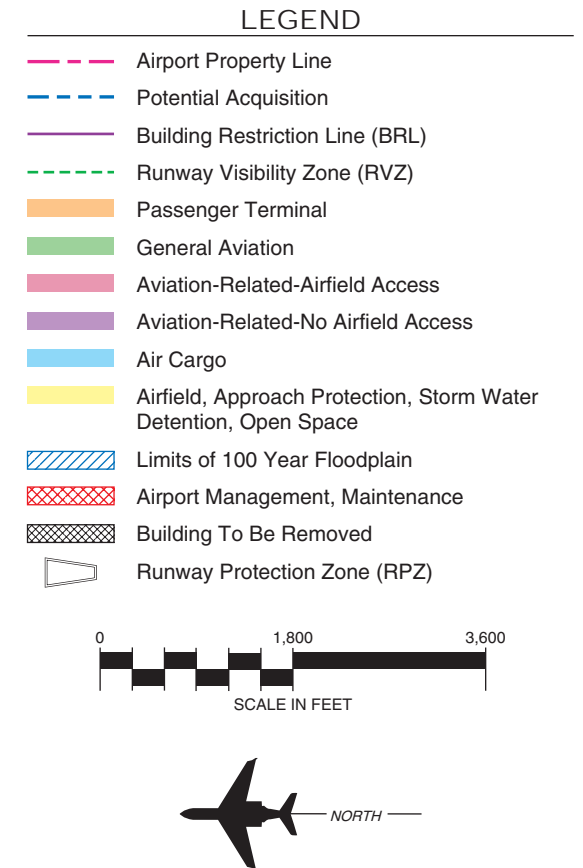 LEGEND
Airport Property Line
Potential Acquisition
Building Restriction Line (BRL)
Runway Visibility Zone (RVZ)
Passenger Terminal
General Aviation
Aviation-Related-Airfield Access
Aviation-Related-No Airfield Access
Air Cargo
Airfield, Approach Protection, Storm Water
Detention, Open Space
Limits of 100 Year Floodplain
Airport Management, Maintenance
Building To Be Removed
Runway Protection Zone (RPZ)
0 1,800 3,600
SCALE IN FEET
NORTH